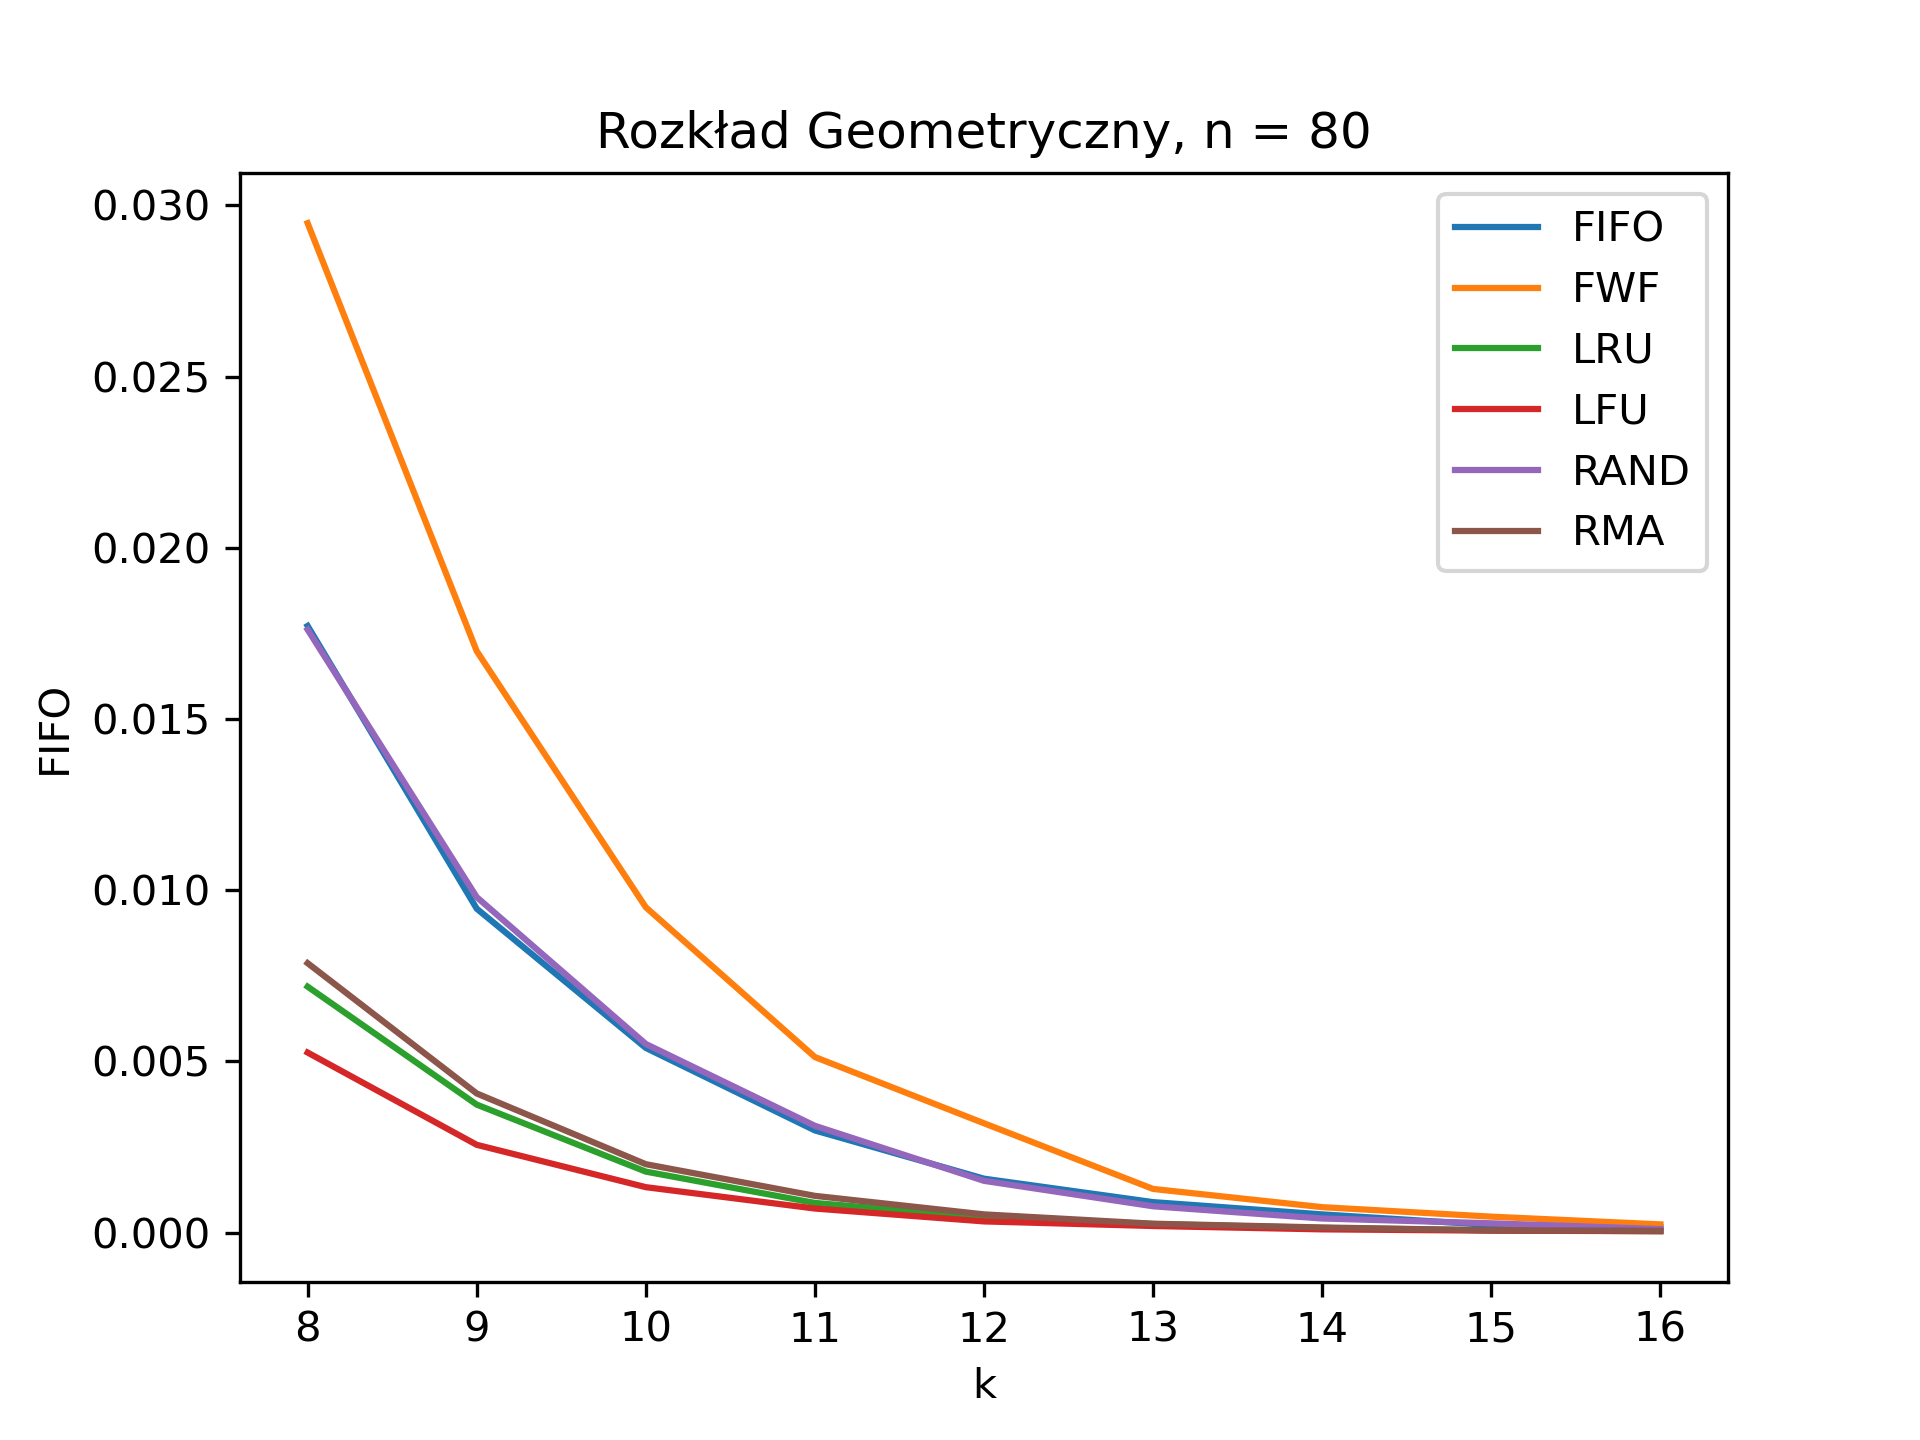 Rozkład Geometryczny, n = 80
0.030
0.025
0.020
0.015
0.010
0.005
0.000
FIFO
FIFO
FWF
LRU
LFU
RAND
RMA
8 9 10 11 12 13 14 15 16
k